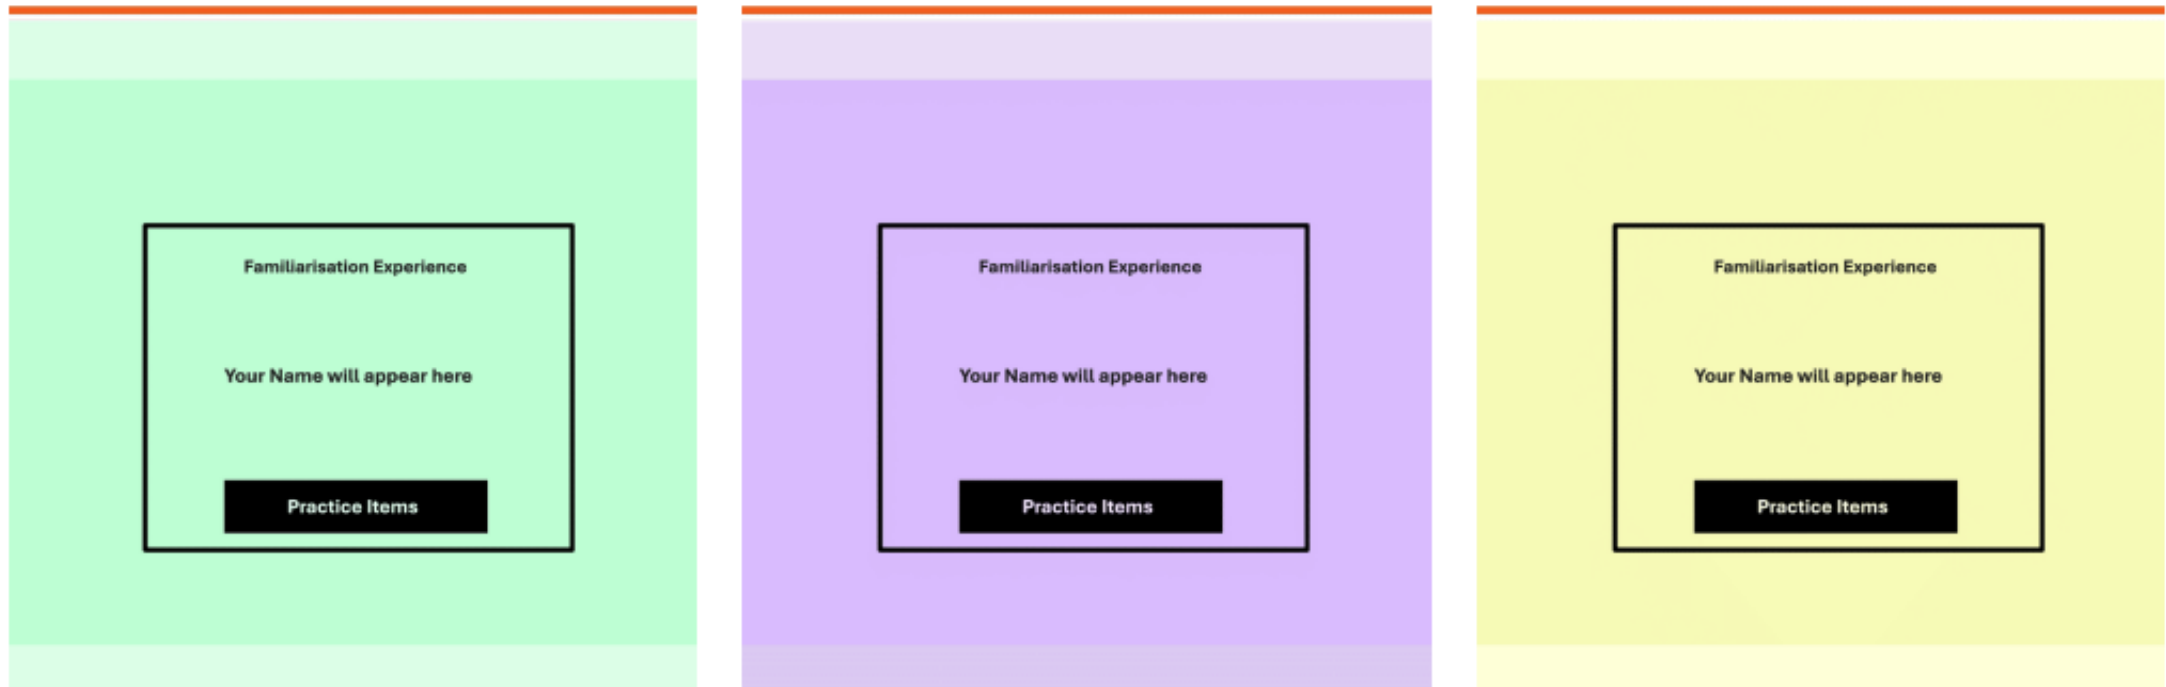 Familiarisation Experience
Your Name will appear here
Practice Items
Familiarisation Experience
Your Name will appear here
Practice Items
Familiarisation Experience
Your Name will appear here
Practice Items